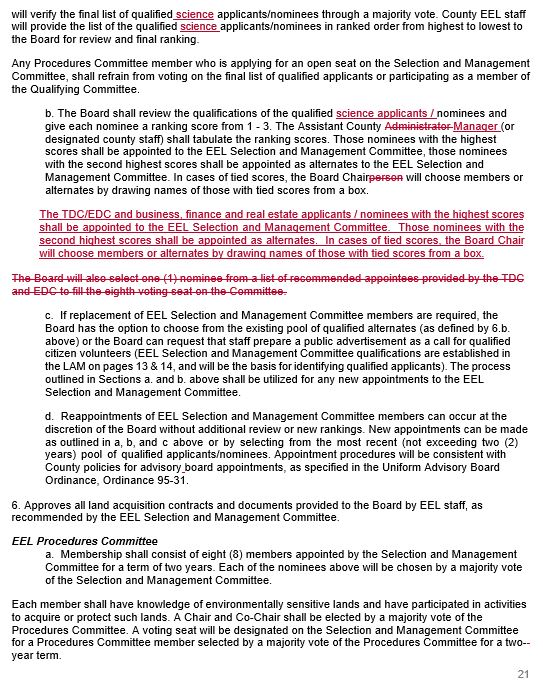 will verify the final list of qualified science applicants/nominees through a majority vote. County EEL staff
will provide the list of the qualified science applicants/nominees in ranked order from highest to lowest to
the Board for review and final ranking.
Any Procedures Committee member who is applying for an open seat on the Selection and Management
Committee, shall refrain from voting on the final list of qualified applicants or participating as a member of
the Qualifying Committee.
b. The Board shall review the qualifications of the qualified science applicants / nominees and
give each nominee a ranking score from 1 - 3. The Assistant County Administrator Manager (or
designated county staff) shall tabulate the ranking scores. Those nominees with the highest
scores shall be appointed to the EEL Selection and Management Committee, those nominees
with the second highest scores shall be appointed as alternates to the EEL Selection and
Management Committee. In cases of tied scores, the Board Chairperson will choose members or
alternates by drawing names of those with tied scores from a box.
The TDC/EDC and business, finance and real estate applicants / nominees with the highest scores
shall be appointed to the EEL Selection and Management Committee. Those nominees with the
second highest scores shall be appointed as alternates. In cases of tied scores, the Board Chair
will choose members or alternates by drawing names of those with tied scores from a box.
The Board will also select one (1) nominee from a list of recommended appointees provided by the TDC
and EDC to fill the eighth voting seat on the Committee.
c. If replacement of EEL Selection and Management Committee members are required, the
Board has the option to choose from the existing pool of qualified alternates (as defined by 6.b.
above) or the Board can request that staff prepare a public advertisement as a call for qualified
citizen volunteers (EEL Selection and Management Committee qualifications are established in
the LAM on pages 13 & 14, and will be the basis for identifying qualified applicants). The process
outlined in Sections a. and b. above shall be utilized for any new appointments to the EEL
Selection and Management Committee.
d. Reappointments of EEL Selection and Management Committee members can occur at the
discretion of the Board without additional review or new rankings. New appointments can be made
as outlined in a, b, and c above or by selecting from the most recent (not exceeding two (2)
years) pool of qualified applicants/nominees. Appointment procedures will be consistent with
County policies for advisory board appointments, as specified in the Uniform Advisory Board
Ordinance, Ordinance 95-31.
6. Approves all land acquisition contracts and documents provided to the Board by EEL staff, as
recommended by the EEL Selection and Management Committee.
EEL Procedures Committee
a. Membership shall consist of eight (8) members appointed by the Selection and Management
Committee for a term of two years. Each of the nominees above will be chosen by a majority vote
of the Selection and Management Committee.
Each member shall have knowledge of environmentally sensitive lands and have participated in activities
to acquire or protect such lands. A Chair and Co-Chair shall be elected by a majority vote of the
Procedures Committee. A voting seat will be designated on the Selection and Management Committee
for a Procedures Committee member selected by a majority vote of the Procedures Committee for a two--
year term.
21